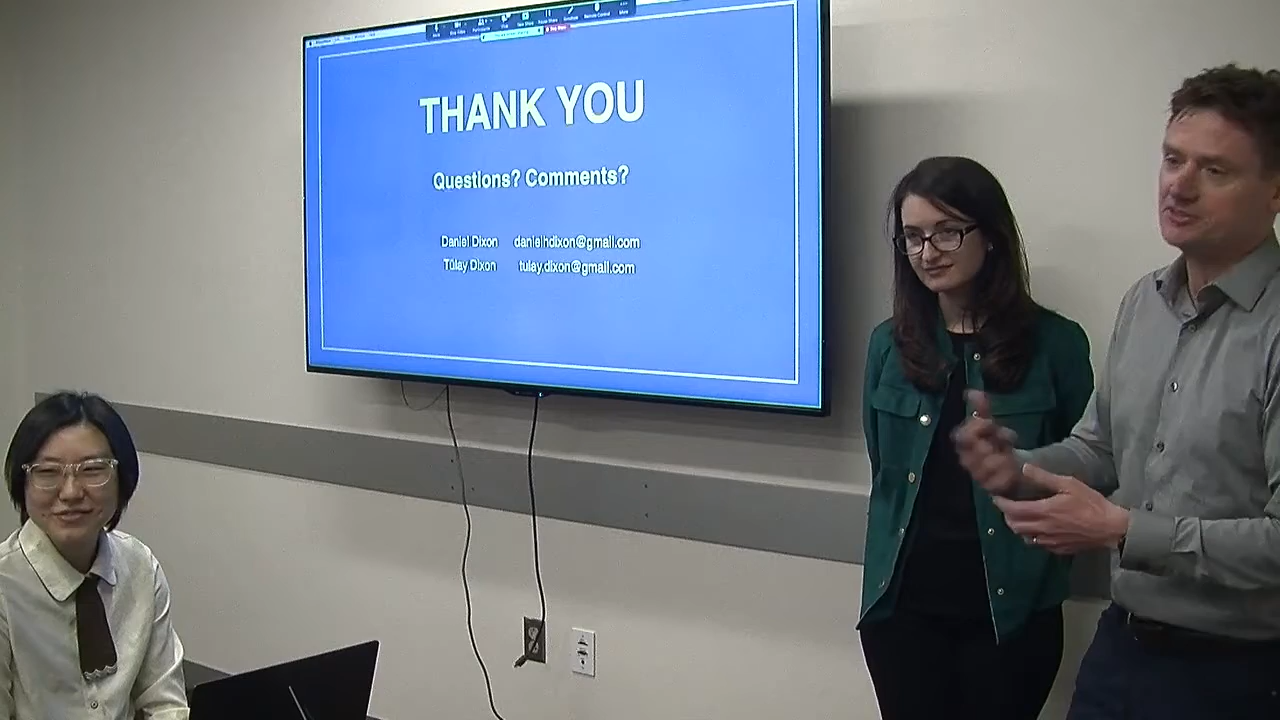 THANK YOU
Questions? Comments?
Daniel Dixon danielhdixon@gmail.com
Tülay Dixon tulay.dixon@gmail.com